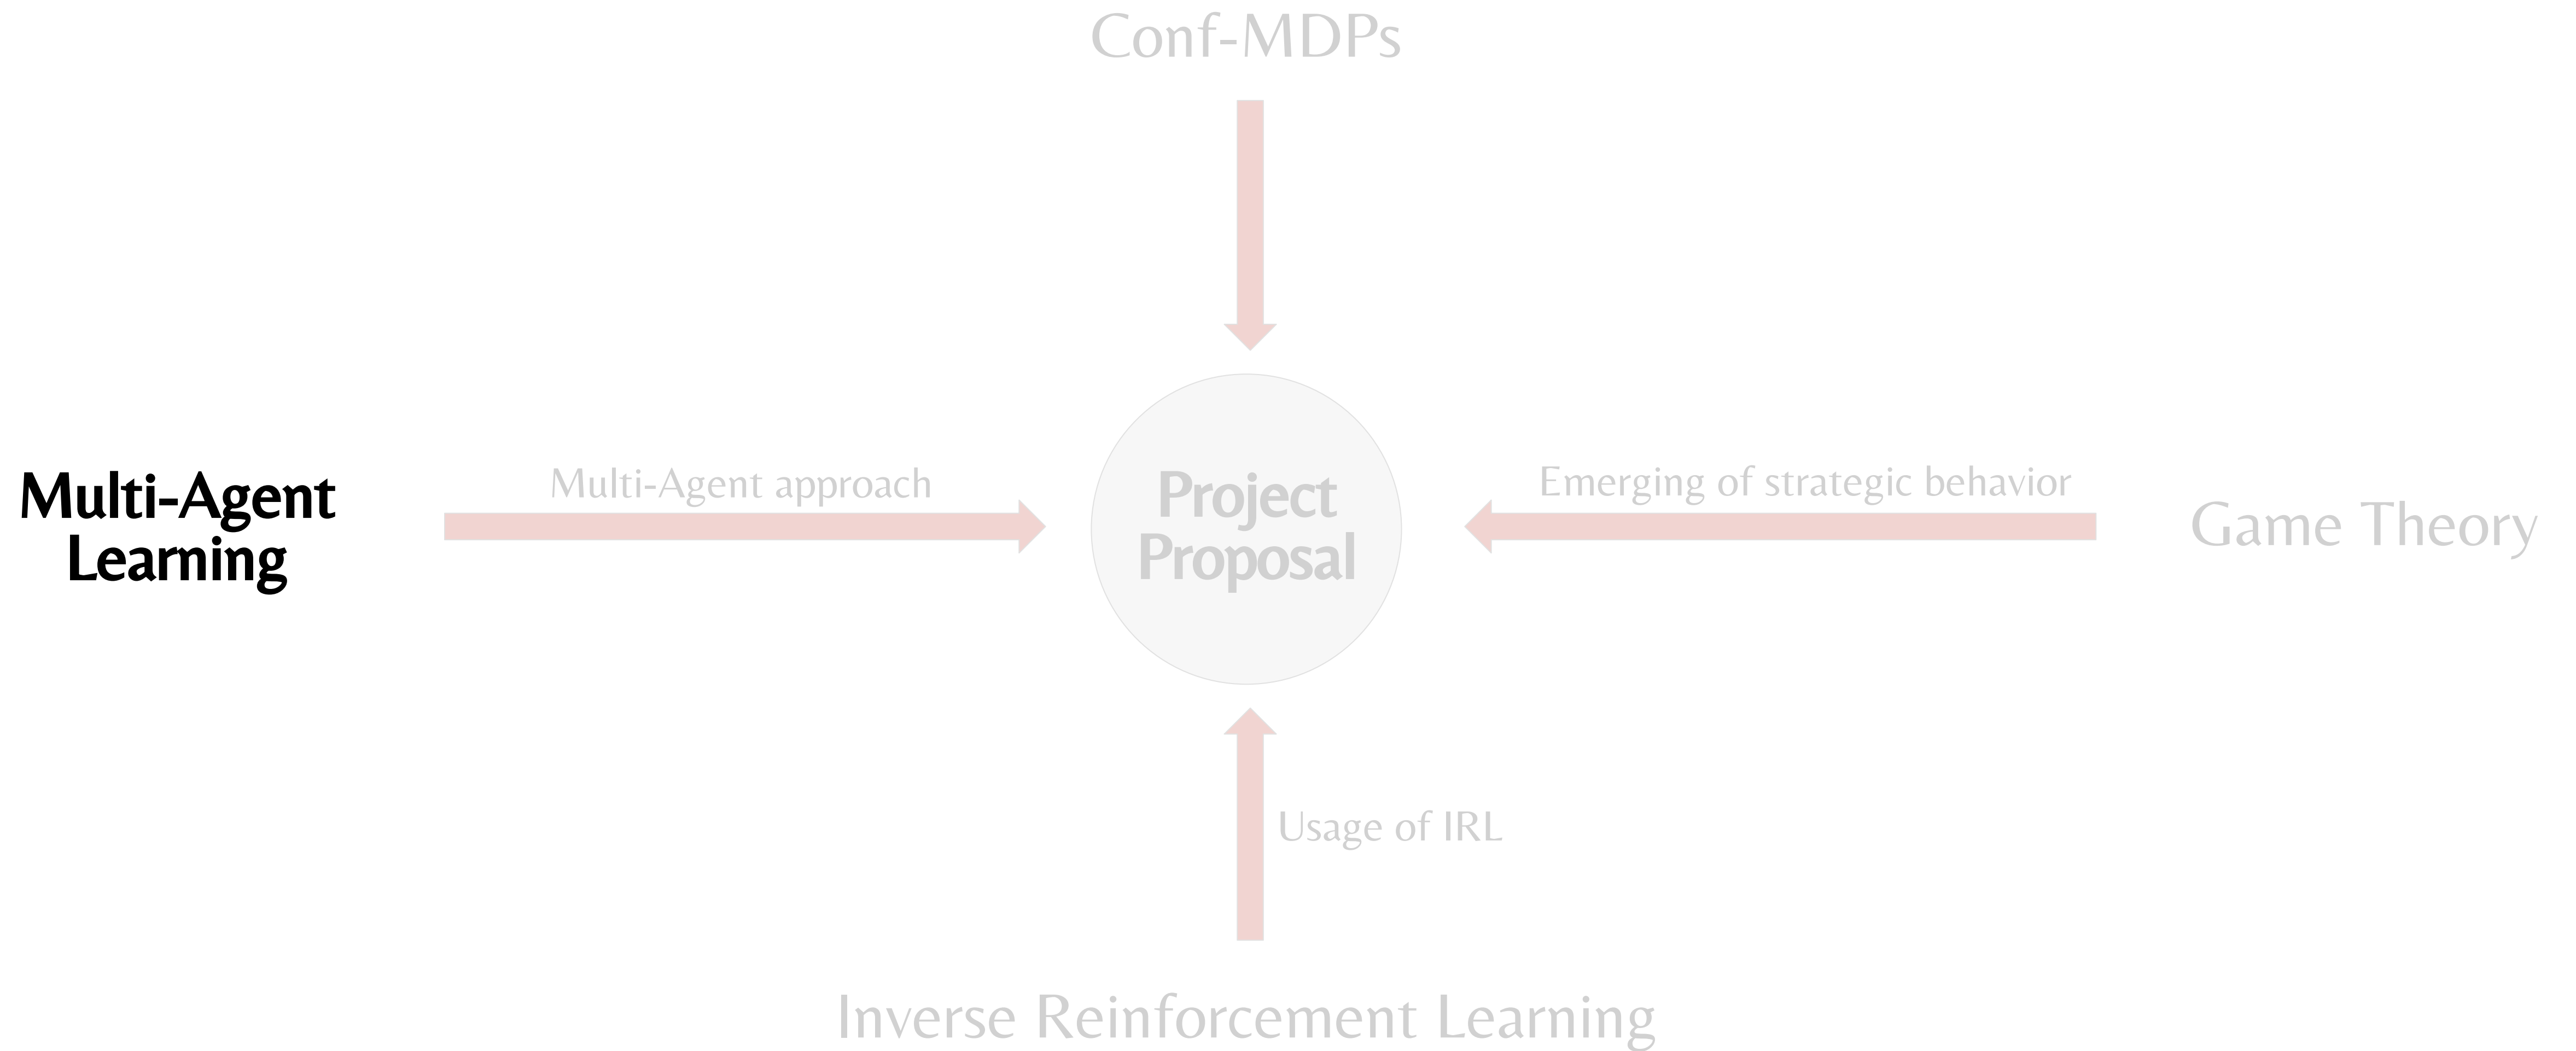 Conf-MDPs
Multi-Agent
Learning
Multi-Agent approach
Project
Proposal
Emerging of strategic behavior
Game Theory
Usage of IRL
Inverse Reinforcement Learning